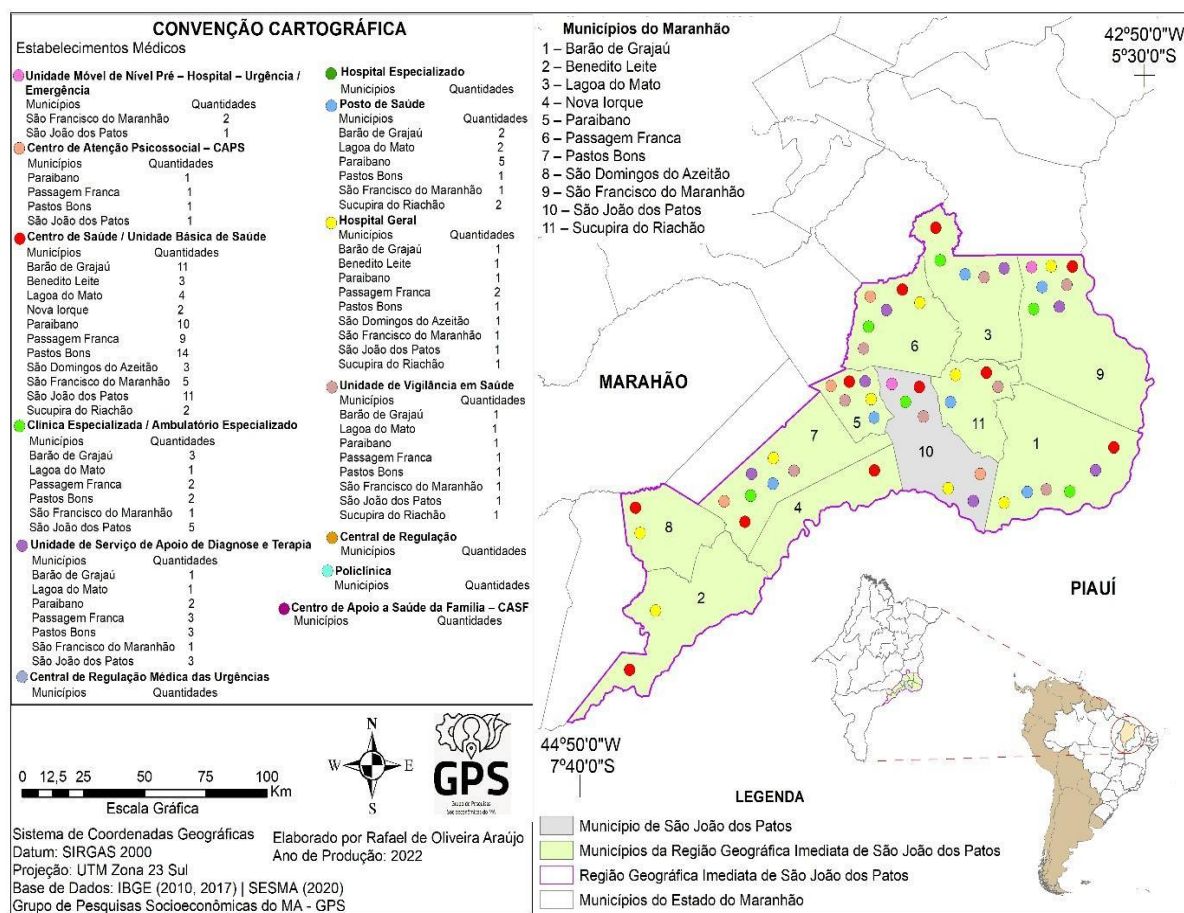 CONVENÇÃO CARTOGRÁFICA
Estabelecimentos Médicos
Unidade Móvel de Nível Pré – Hospital – Urgência /
Emergência
Municípios Quantidades
São Francisco do Maranhão 2
São João dos Patos 1
Centro de Atenção Psicossocial – CAPS
Municípios Quantidades
Paraibano 1
Passagem Franca 1
Pastos Bons 1
São João dos Patos 1
Centro de Saúde / Unidade Básica de Saúde
Municípios Quantidades
Barão de Grajaú 11
Benedito Leite 3
Lagoa do Mato 4
Nova Iorque 2
Paraibano 10
Passagem Franca 9
Pastos Bons 14
São Domingos do Azeitão 3
São Francisco do Maranhão 5
São João dos Patos 11
Sucupira do Riachão 2
Clínica Especializada / Ambulatório Especializado
Municípios Quantidades
Barão de Grajaú 3
Lagoa do Mato 1
Passagem Franca 2
Pastos Bons 2
São Francisco do Maranhão 1
São João dos Patos 5
Unidade de Serviço de Apoio de Diagnose e Terapia
Municípios Quantidades
Barão de Grajaú 1
Lagoa do Mato 1
Paraibano 2
Passagem Franca 3
Pastos Bons 3
São Francisco do Maranhão 1
São João dos Patos 3
Central de Regulação Médica das Urgências
Municípios Quantidades
Hospital Especializado
Municípios Quantidades
Posto de Saúde
Municípios Quantidades
Barão de Grajaú 2
Lagoa do Mato 2
Paraibano 5
Pastos Bons 1
São Francisco do Maranhão 1
Sucupira do Riachão 2
Hospital Geral
Municípios Quantidades
Barão de Grajaú 1
Benedito Leite 1
Paraibano 1
Passagem Franca 2
Pastos Bons 1
São Domingos do Azeitão 1
São Francisco do Maranhão 1
São João dos Patos 1
Sucupira do Riachão 1
Unidade de Vigilância em Saúde
Municípios Quantidades
Barão de Grajaú 1
Lagoa do Mato 1
Paraibano 1
Passagem Franca 1
Pastos Bons 1
São Francisco do Maranhão 1
São João dos Patos 1
Sucupira do Riachão 1
Central de Regulação
Municípios Quantidades
Policlínica
Municípios Quantidades
Centro de Apoio a Saúde da Família – CASF
Municípios Quantidades
0 12,5 25 50 75 100
Km
Escala Gráfica
N
W E
S
GPS
Grupo de Pesquisas
Socioeconômicas do MA
Sistema de Coordenadas Geográficas
Datum: SIRGAS 2000
Projeção: UTM Zona 23 Sul
Base de Dados: IBGE (2010, 2017) | SESMA (2020)
Grupo de Pesquisas Socioeconômicas do MA - GPS
Elaborado por Rafael de Oliveira Araújo
Ano de Produção: 2022
Municípios do Maranhão
1 – Barão de Grajaú
2 – Benedito Leite
3 – Lagoa do Mato
4 – Nova Iorque
5 – Paraibano
6 – Passagem Franca
7 – Pastos Bons
8 – São Domingos do Azeitão
9 – São Francisco do Maranhão
10 – São João dos Patos
11 – Sucupira do Riachão
42º50'0"W
5º30'0"S
3
6
9
MARAHÃO
5
11
7
1
10
4
8
2
PIAUÍ
44º50'0"W
7º40'0"S
LEGENDA
Município de São João dos Patos
Municípios da Região Geográfica Imediata de São João dos Patos
Região Geográfica Imediata de São João dos Patos
Municípios do Estado do Maranhão